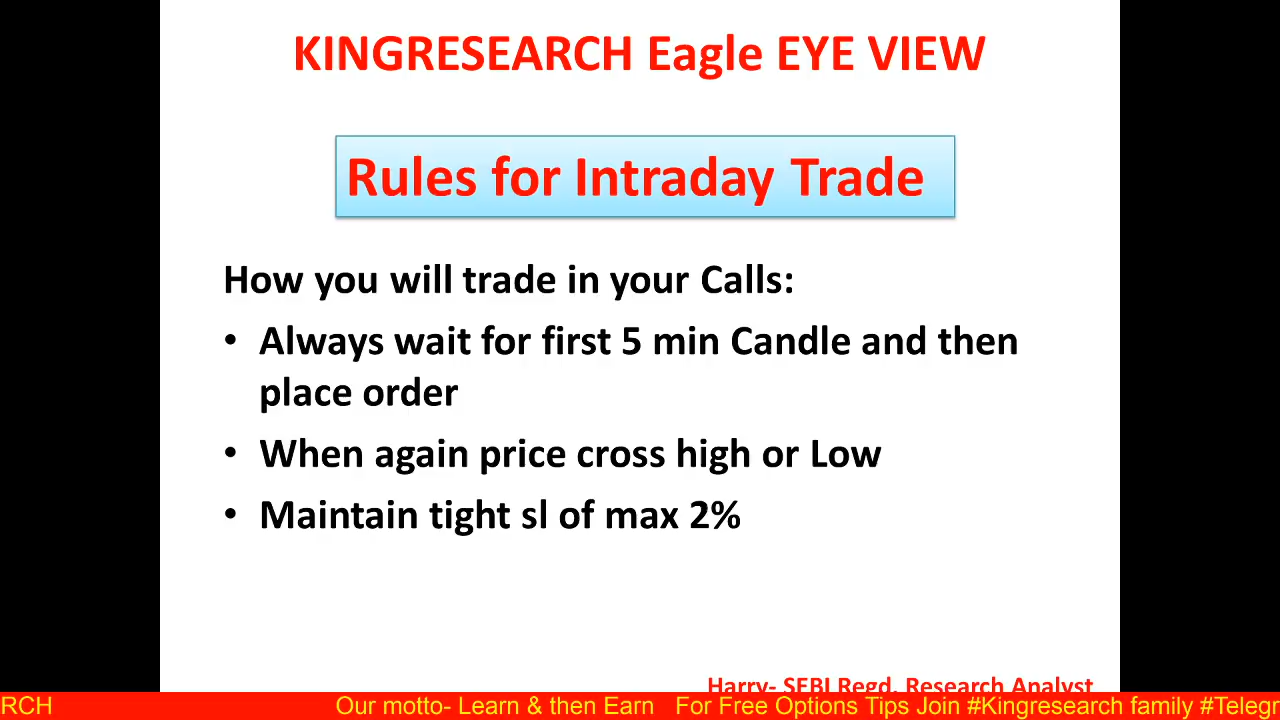 KINGRESEARCH Eagle EYE VIEW
Rules for Intraday Trade
How you will trade in your Calls:
• Always wait for first 5 min Candle and then
place order
• When again price cross high or Low
• Maintain tight sl of max 2%
Harry- SEBI Regd. Research Analyst
RCH Our motto- Learn & then Earn For Free Options Tips Join #Kingresearch family #Telegr